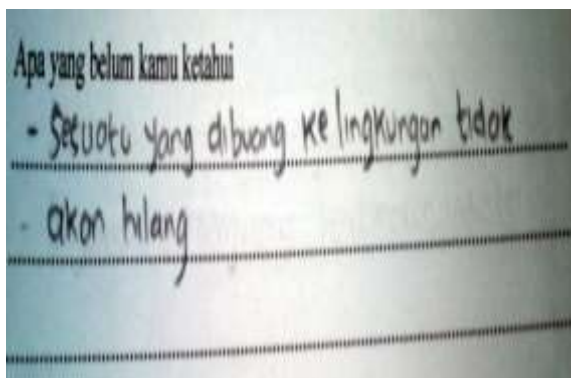 Apa yang belum kamu ketahui
- Sesuatu yang dibuang ke lingkungan tidak
akan hilang